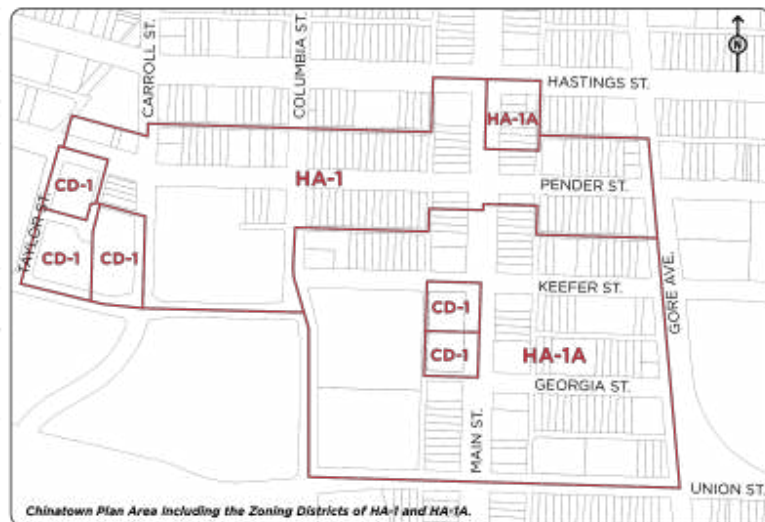 CARROLL ST.
COLUMBIA ST.
N
HASTINGS ST.
HA-1A
CD-1
HA-1
PENDER ST.
TAYLOR ST.
CD-1
CD-1
KEEFER ST.
GORE AVE.
CD-1
CD-1
HA-1A
GEORGIA ST.
MAIN ST.
UNION ST.
Chinatown Plan Area Including the Zoning Districts of HA-1 and HA-1A.